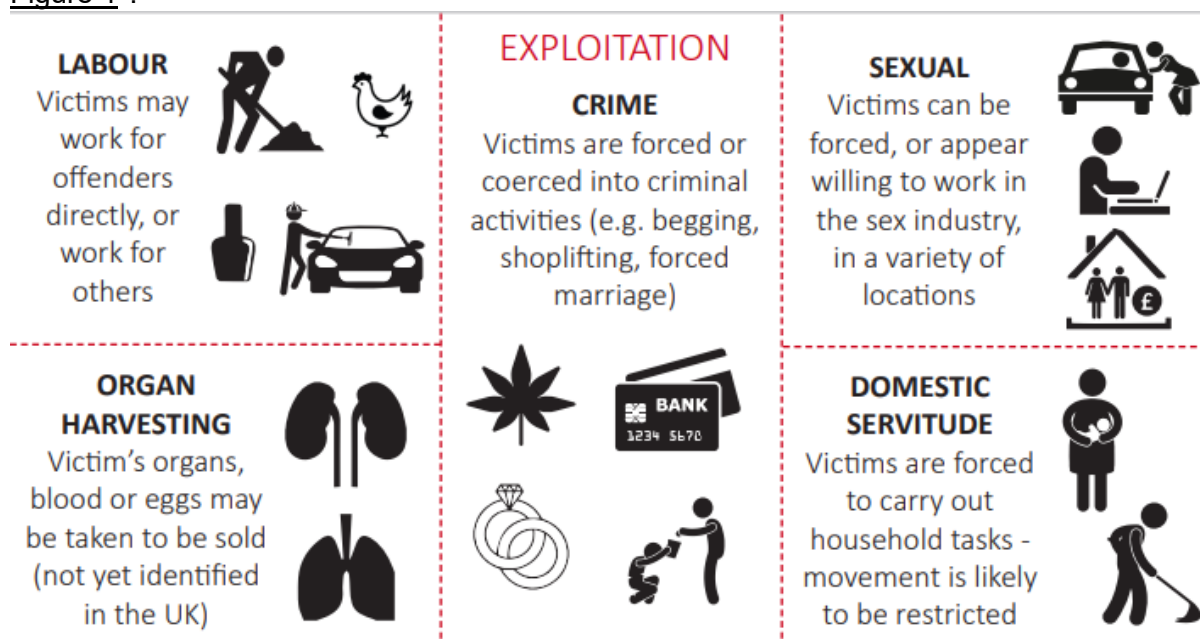 Figure 1 .
LABOUR
Victims may
work for
offenders
directly, or
work for
others
EXPLOITATION
CRIME
Victims are forced or
coerced into criminal
activities (e.g. begging,
shoplifting, forced
marriage)
BANK
1234 5678
SEXUAL
Victims can be
forced, or appear
willing to work in
the sex industry,
in a variety of
locations
£
ORGAN
HARVESTING
Victim's organs,
blood or eggs may
be taken to be sold
(not yet identified
in the UK)
DOMESTIC
SERVITUDE
Victims are forced
to carry out
household tasks -
movement is likely
to be restricted